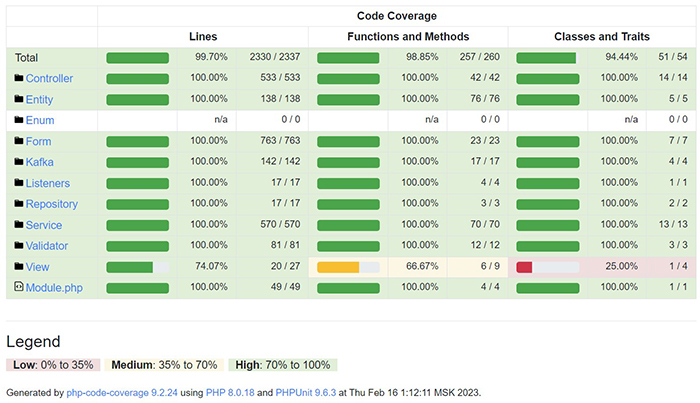 Code Coverage
Lines Functions and Methods Classes and Traits
Total 99.70% 2330 / 2337 98.85% 257 / 260 94.44% 51 / 54
Controller 100.00% 533 / 533 100.00% 42 / 42 100.00% 14 / 14
Entity 100.00% 138 / 138 100.00% 76 / 76 100.00% 5 / 5
Enum n/a 0 / 0 n/a 0 / 0 n/a 0 / 0
Form 100.00% 763 / 763 100.00% 23 / 23 100.00% 7 / 7
Kafka 100.00% 142 / 142 100.00% 17 / 17 100.00% 4 / 4
Listeners 100.00% 17 / 17 100.00% 4 / 4 100.00% 1 / 1
Repository 100.00% 17 / 17 100.00% 3 / 3 100.00% 2 / 2
Service 100.00% 570 / 570 100.00% 70 / 70 100.00% 13 / 13
Validator 100.00% 81 / 81 100.00% 12 / 12 100.00% 3 / 3
View 74.07% 20 / 27 66.67% 6 / 9 25.00% 1 / 4
Module.php 100.00% 49 / 49 100.00% 4 / 4 100.00% 1 / 1
Legend
Low: 0% to 35% Medium: 35% to 70% High: 70% to 100%
Generated by php-code-coverage 9.2.24 using PHP 8.0.18 and PHPUnit 9.6.3 at Thu Feb 16 1:12:11 MSK 2023.